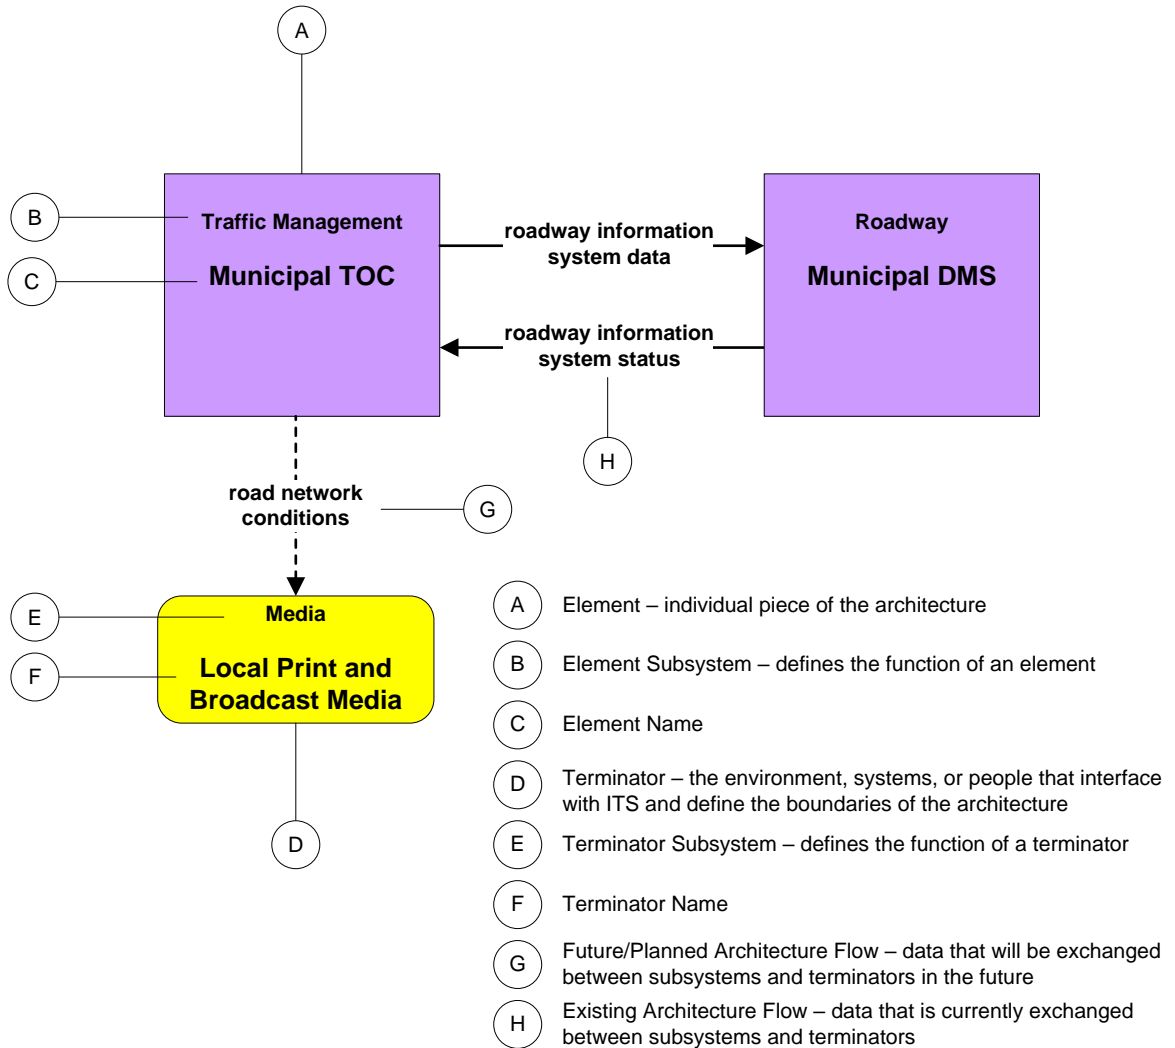 A
B
Traffic Management
C
Municipal TOC
roadway information
system data
Roadway
Municipal DMS
roadway information
system status
H
road network
conditions
G
E
Media
F
Local Print and
Broadcast Media
D
A Element – individual piece of the architecture
B Element Subsystem – defines the function of an element
C Element Name
D Terminator – the environment, systems, or people that interface
with ITS and define the boundaries of the architecture
E Terminator Subsystem – defines the function of a terminator
F Terminator Name
G Future/Planned Architecture Flow – data that will be exchanged
between subsystems and terminators in the future
H Existing Architecture Flow – data that is currently exchanged
between subsystems and terminators